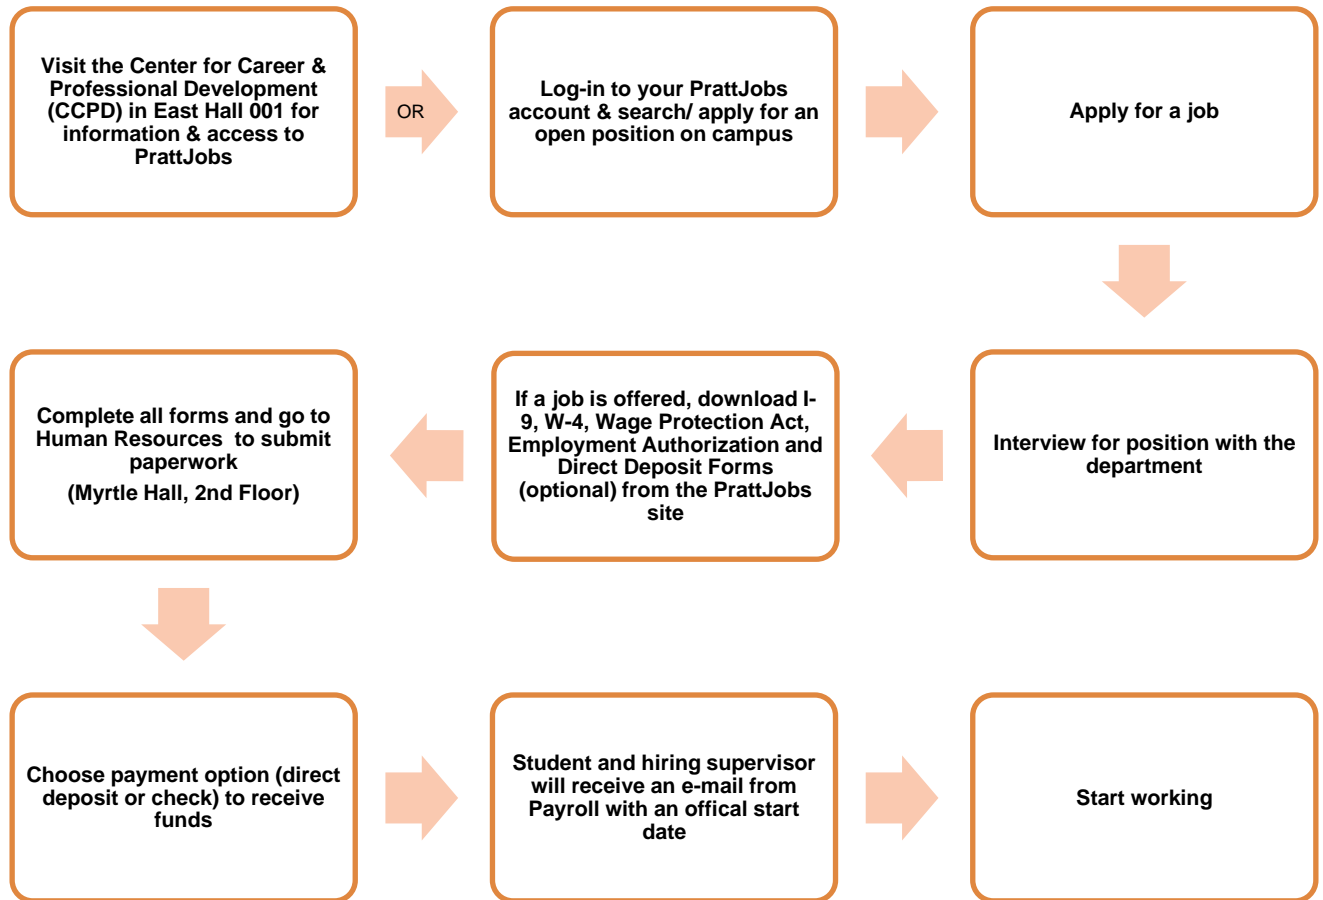 Visit the Center for Career &
Professional Development
(CCPD) in East Hall 001 for
information & access to
PrattJobs
OR
Log-in to your PrattJobs
account & search/ apply for an
open position on campus
Apply for a job
Interview for position with the
department
If a job is offered, download I-
9, W-4, Wage Protection Act,
Employment Authorization and
Direct Deposit Forms
(optional) from the PrattJobs
site
Complete all forms and go to
Human Resources  to submit
paperwork
(Myrtle Hall, 2nd Floor)
Choose payment option (direct
deposit or check) to receive
funds
Student and hiring supervisor
will receive an e-mail from
Payroll with an offical start
date
Start working